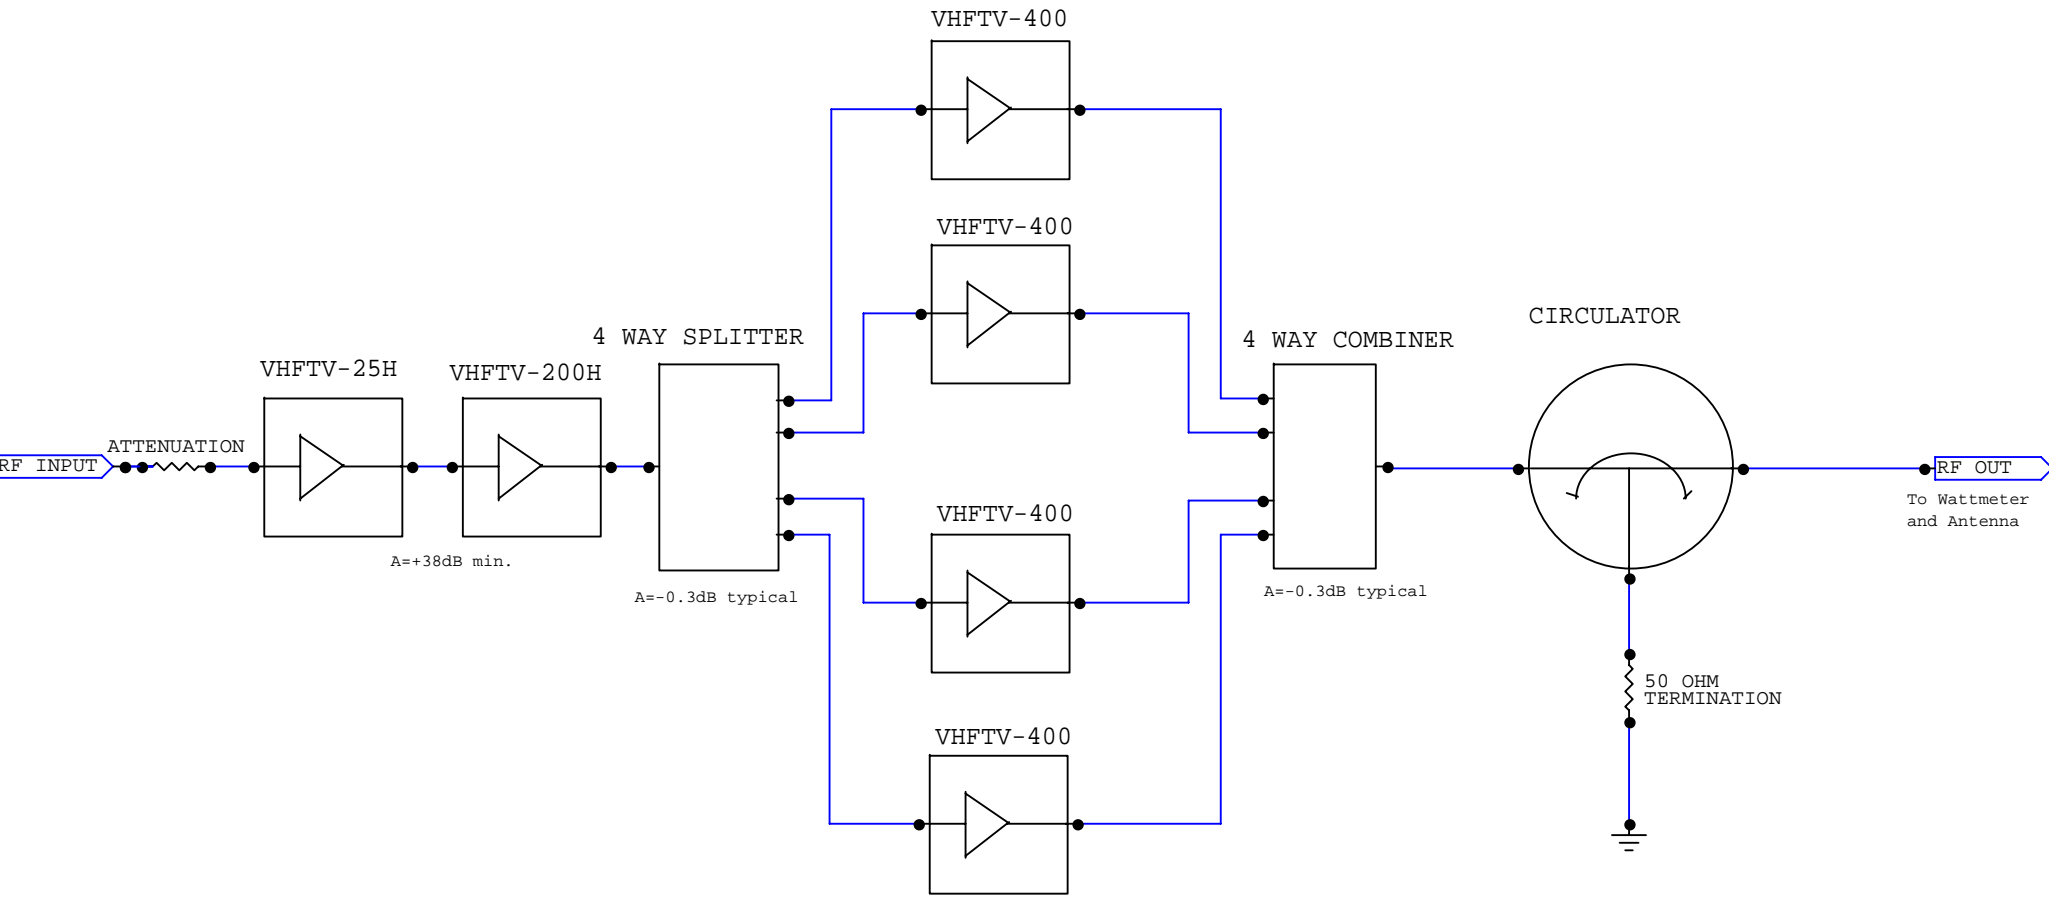 VHFTV-400
VHFTV-400
CIRCULATOR
4 WAY SPLITTER
4 WAY COMBINER
VHFTV-25H
VHFTV-200H
ATTENUATION
RF INPUT
RF OUT
To Wattmeter
and Antenna
VHFTV-400
A=+38dB min.
A=-0.3dB typical
A=-0.3dB typical
50 OHM
TERMINATION
VHFTV-400